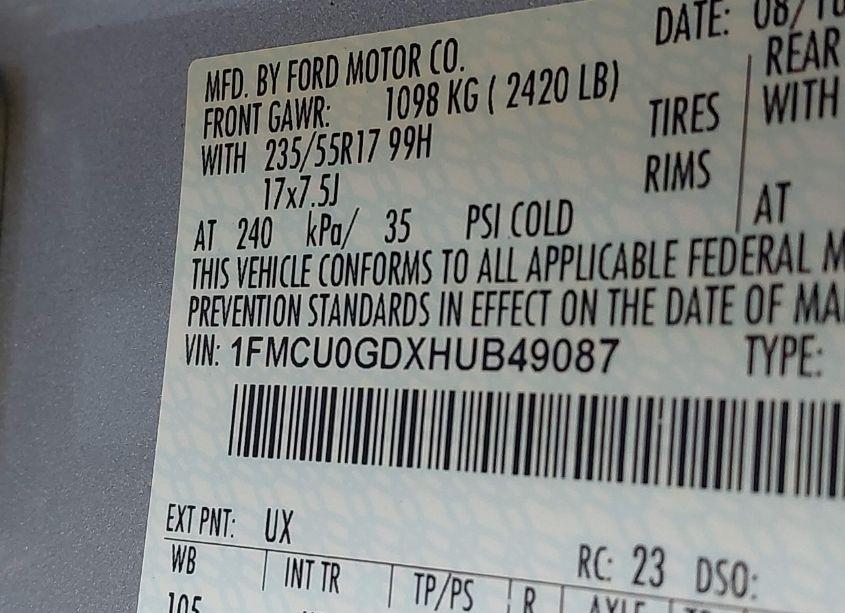 DATE: 08/16
MFD. BY FORD MOTOR CO.
FRONT GAWR: 1098 KG ( 2420 LB)
REAR
WITH 235/55R17 99H TIRES
WITH
17x7.5J RIMS
AT 240 kPa/ 35 PSI COLD
AT
THIS VEHICLE CONFORMS TO ALL APPLICABLE FEDERAL M
PREVENTION STANDARDS IN EFFECT ON THE DATE OF MA
VIN: 1FMCU0GDXHUB49087 TYPE:
EXT PNT: UX RC: 23 DSO:
WB INT TR TP/PS R AXLE
105